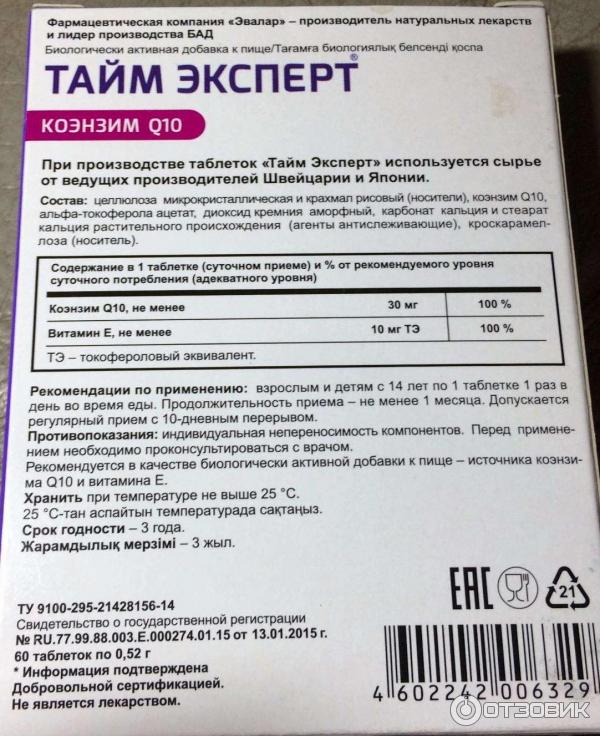 Фармацевтическая компания «Эвалар» – производитель натуральных лекарств
и лидер производства БАД
Биологически активная добавка к пище/Тағамға биологиялық белсенді қоспа
ТАЙМ ЭКСПЕРТ®
КОЭНЗИМ Q10
При производстве таблеток «Тайм Эксперт» используется сырье
от ведущих производителей Швейцарии и Японии.
Состав: целлюлоза микрокристаллическая и крахмал рисовый (носители), коэнзим Q10,
альфа-токоферола ацетат, диоксид кремния аморфный, карбонат кальция и стеарат
кальция растительного происхождения (агенты антислеживающие), кроскарамел-
лоза (носитель).
Содержание в 1 таблетке (суточном приеме) и % от рекомендуемого уровня
суточного потребления (адекватного уровня)
Коэнзим Q10, не менее 30 мг 100 %
Витамин Е, не менее 10 мг ТЭ 100 %
ТЭ – токофероловый эквивалент.
Рекомендации по применению: взрослым и детям с 14 лет по 1 таблетке 1 раз в
день во время еды. Продолжительность приема – не менее 1 месяца. Допускается
регулярный прием с 10-дневным перерывом.
Противопоказания: индивидуальная непереносимость компонентов. Перед примене-
нием необходимо проконсультироваться с врачом.
Рекомендуется в качестве биологически активной добавки к пище – источника коэнзи-
ма Q10 и витамина Е.
Хранить при температуре не выше 25 °С.
25 °С-тан аспайтын температурада сақтаңыз.
Срок годности – 3 года.
Жарамдылық мерзімі – 3 жыл.
ТУ 9100-295-21428156-14
Свидетельство о государственной регистрации
№ RU.77.99.88.003.Е.000274.01.15 от 13.01.2015 г.
60 таблеток по 0,52 г
* Информация подтверждена
Добровольной сертификацией.
Не является лекарством.
ЕАС
21
4 602242 006329
ОТЗОВИК